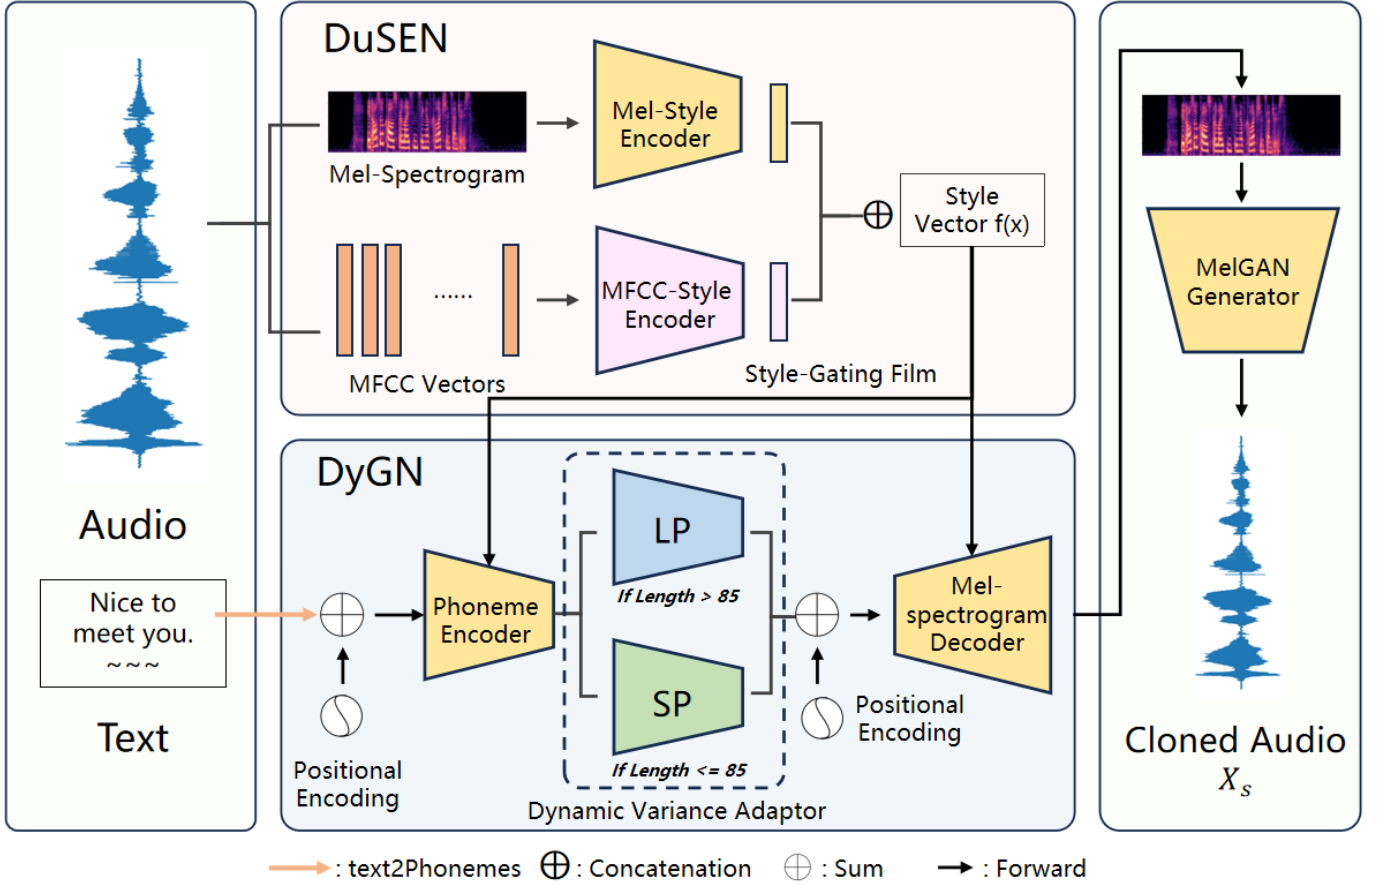 DuSEN
Mel-Style
Encoder
Mel-Spectrogram
Style
Vector f(x)
MFCC-Style
Encoder
......
MFCC Vectors
Style-Gating Film
Audio
Nice to
meet you.
~~~
Text
DyGN
LP
If Length > 85
Phoneme
Encoder
SP
If Length <= 85
Positional
Encoding
Dynamic Variance Adaptor
Mel-
spectrogram
Decoder
Positional
Encoding
MelGAN
Generator
Cloned Audio
Xₛ
: text2Phonemes
: Concatenation
: Sum
: Forward